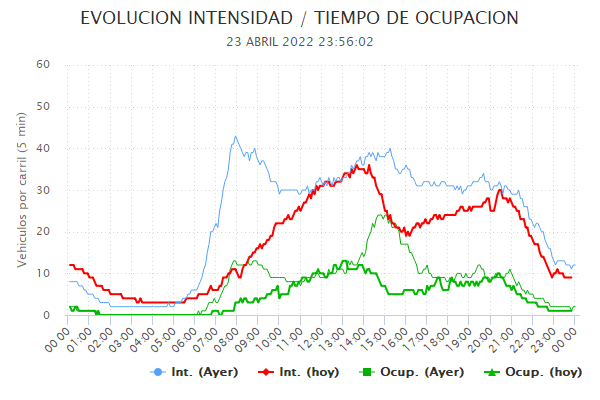 EVOLUCION INTENSIDAD / TIEMPO DE OCUPACION
23 ABRIL 2022 23:56:02
Vehiculos por carril (5 min)
60
50
40
30
20
10
0
00:00 01:00 02:00 03:00 04:00 05:00 06:00 07:00 08:00 09:00 10:00 11:00 12:00 13:00 14:00 15:00 16:00 17:00 18:00 19:00 20:00 21:00 22:00 23:00 00:00
Int. (Ayer) Int. (hoy) Ocup. (Ayer) Ocup. (hoy)